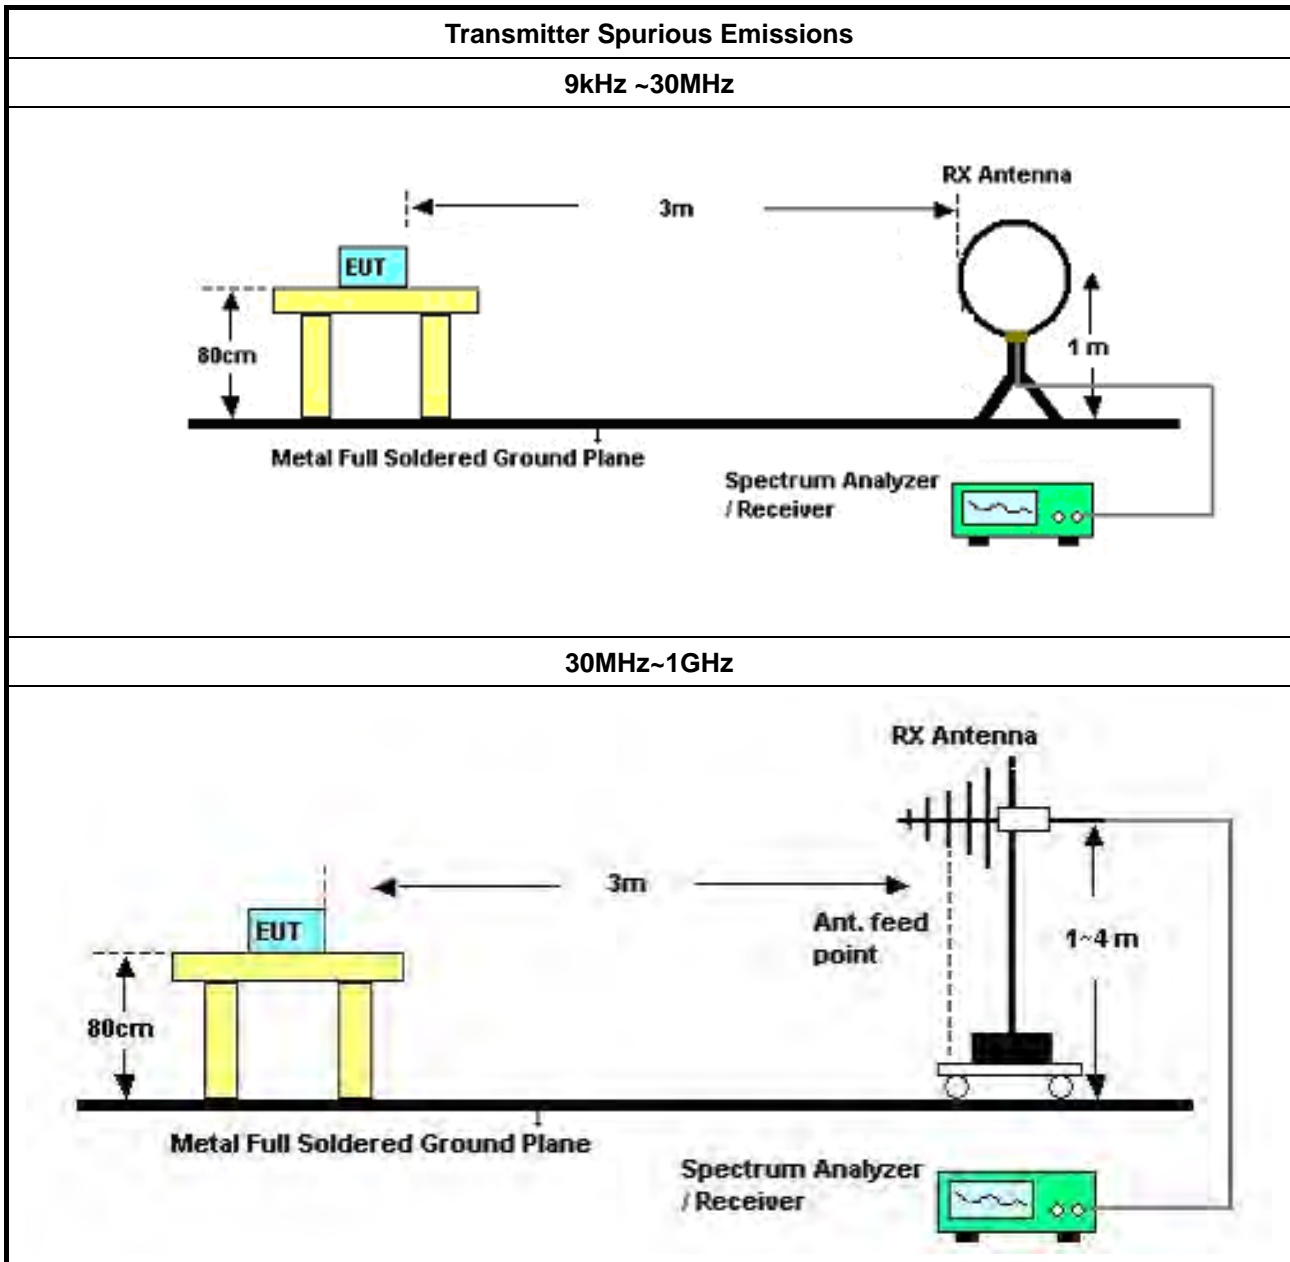 Transmitter Spurious Emissions
9kHz ~30MHz
RX Antenna
3m
EUT
80cm
1 m
Metal Full Soldered Ground Plane
Spectrum Analyzer
/ Receiver
30MHz~1GHz
RX Antenna
3m
Ant. feed
point
1~4 m
EUT
80cm
Metal Full Soldered Ground Plane
Spectrum Analyzer
/ Receiver